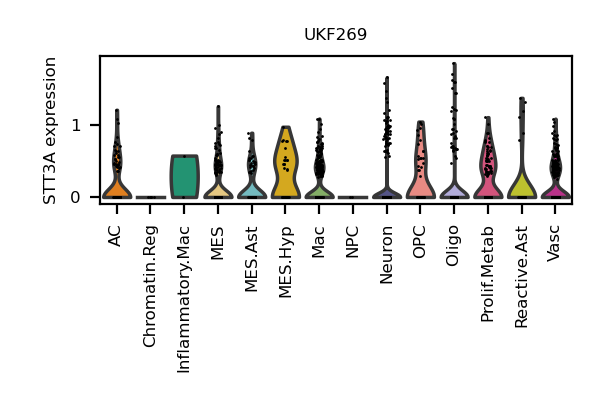 UKF269
STT3A expression
1
0
AC
Chromatin.Reg
Inflammatory.Mac
MES
MES.Ast
MES.Hyp
Mac
NPC
Neuron
OPC
Oligo
Prolif.Metab
Reactive.Ast
Vasc